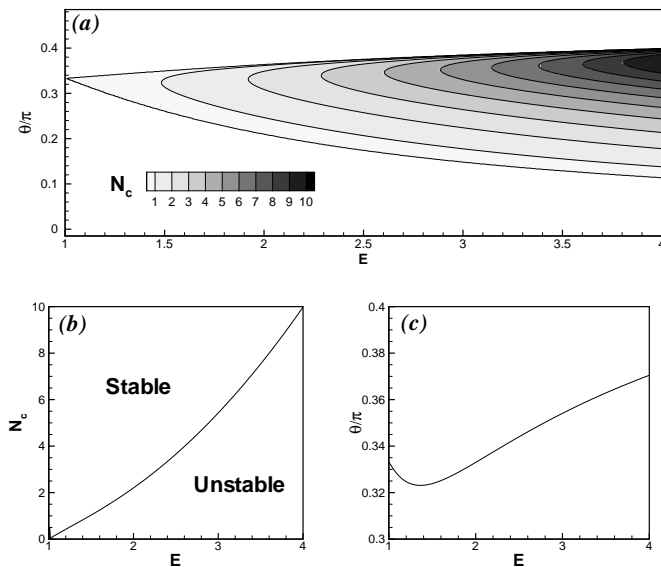 (a)
0.4
0.3
0.2
0.1
0
θ/π
N_c
1 2 3 4 5 6 7 8 9 10
1 1.5 2 2.5 3 3.5 4
E
(b)
10
8
6
4
2
0
N_c
Stable
Unstable
1 2 3 4
E
(c)
0.4
0.38
0.36
0.34
0.32
0.3
θ/π
1 2 3 4
E